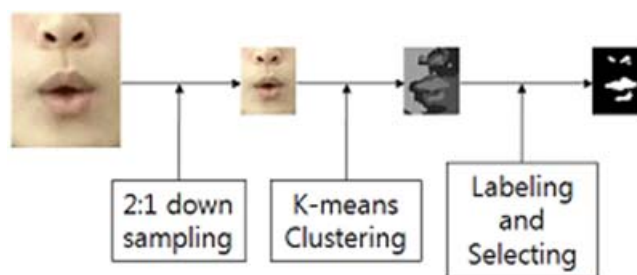 2:1 down
sampling
K-means
Clustering
Labeling
and
Selecting